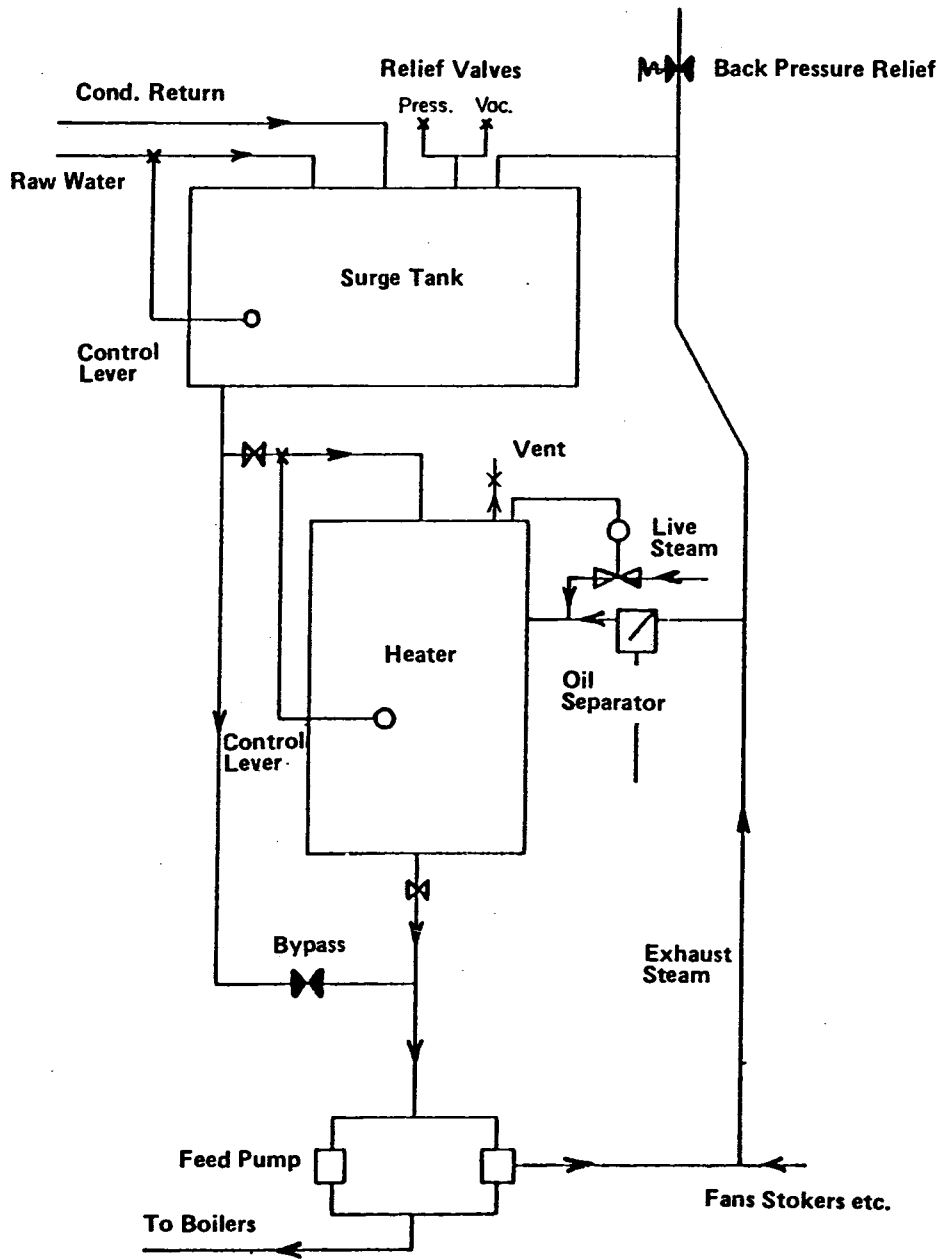 Relief Valves
Back Pressure Relief
Cond. Return
Press. Vac.
Raw Water
Surge Tank
Control
Lever
Vent
Live
Steam
Heater
Oil
Separator
Control
Lever
Bypass
Exhaust
Steam
Feed Pump
Fans Stokers etc.
To Boilers